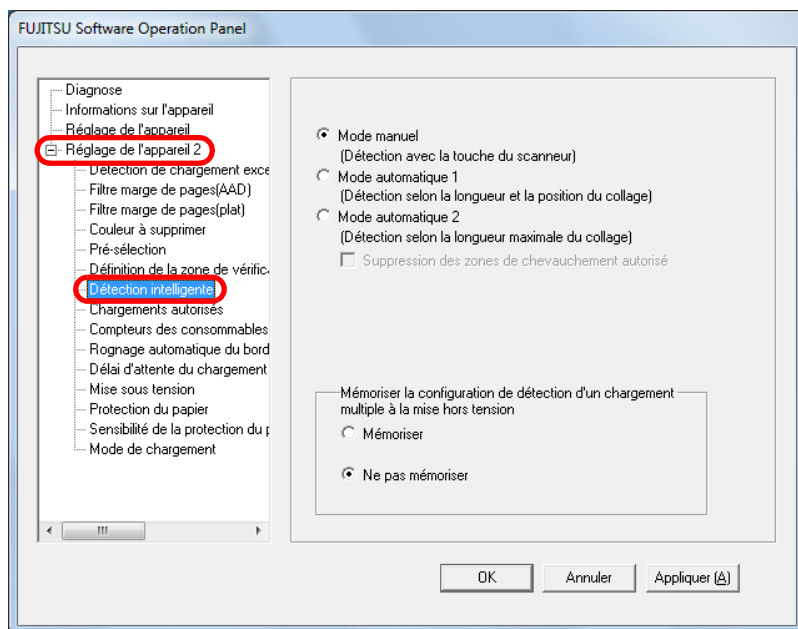 FUJITSU Software Operation Panel
Diagnose
Informations sur l'appareil
Réglage de l'appareil
Réglage de l'appareil 2
Détection de chargement exce
Filtre marge de pages(AAD)
Filtre marge de pages(plat)
Couleur à supprimer
Pré-sélection
Définition de la zone de vérific
Détection intelligente
Chargements autorisés
Compteurs des consommables
Rognage automatique du bord
Délai d'attente du chargement
Mise sous tension
Protection du papier
Sensibilité de la protection du p
Mode de chargement
Mode manuel
(Détection avec la touche du scanneur)
Mode automatique 1
(Détection selon la longueur et la position du collage)
Mode automatique 2
(Détection selon la longueur maximale du collage)
Suppression des zones de chevauchement autorisé
Mémoriser la configuration de détection d'un chargement
multiple à la mise hors tension
Mémoriser
Ne pas mémoriser
OK
Annuler
Appliquer (A)